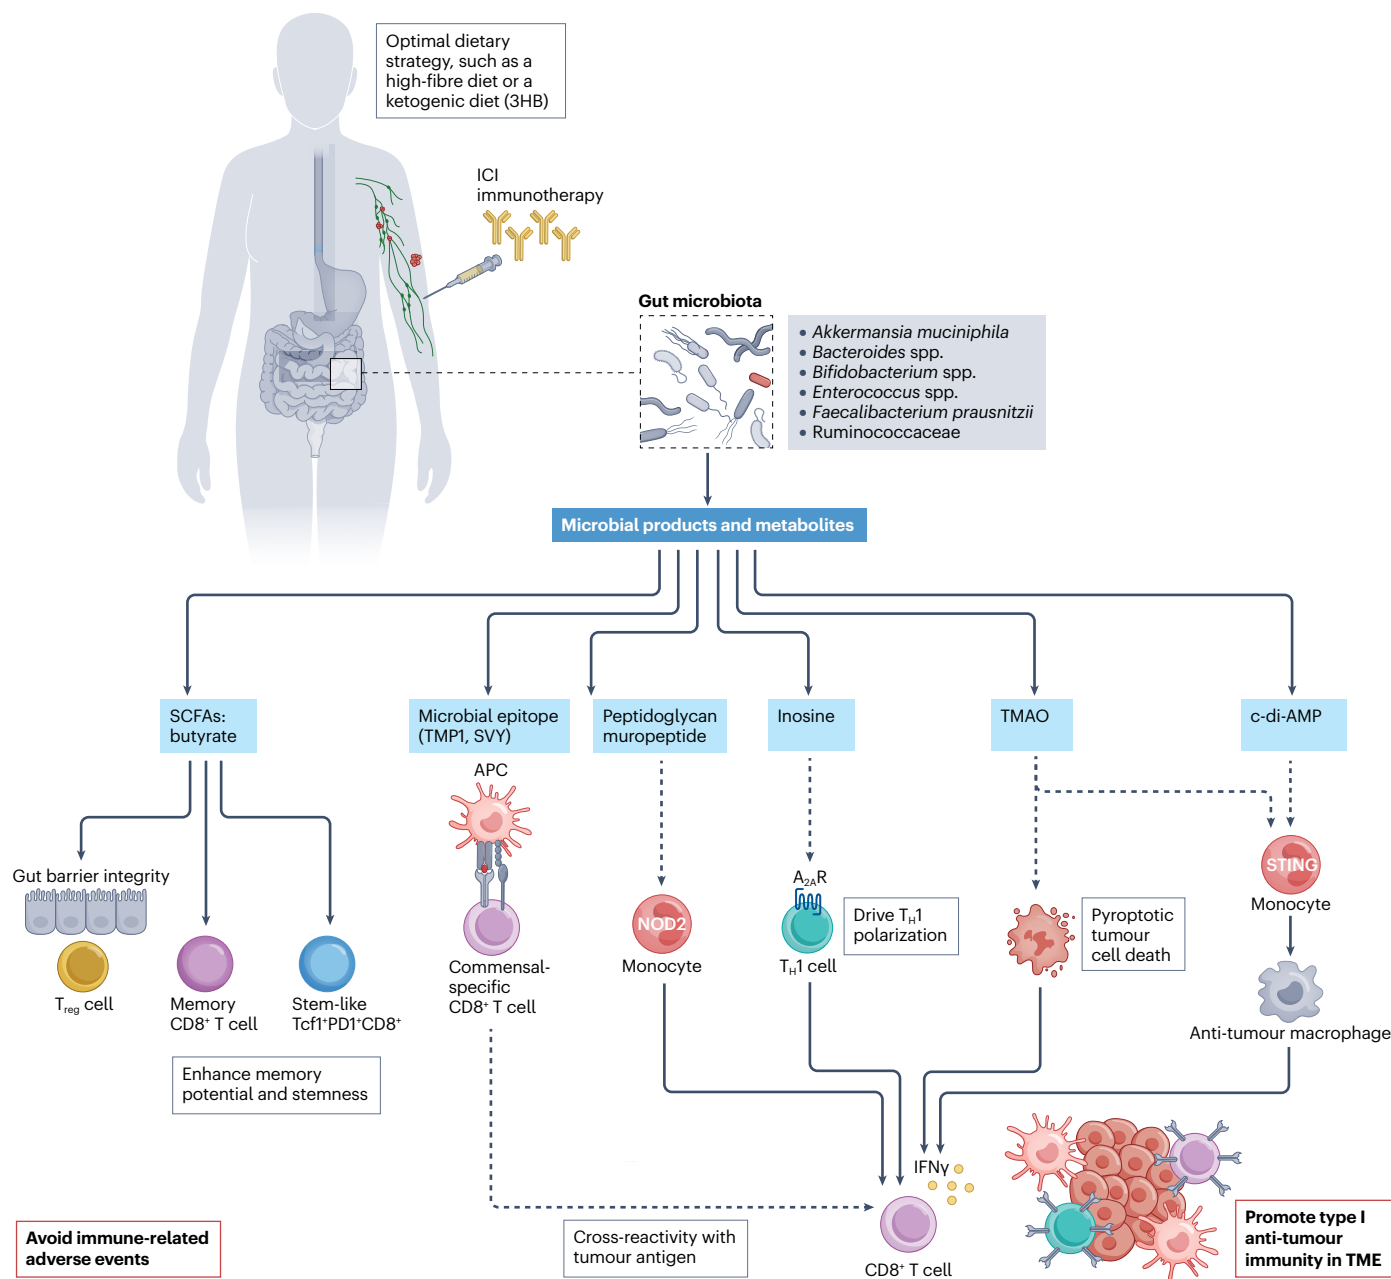 Optimal dietary
strategy, such as a
high-fibre diet or a
ketogenic diet (3HB)
ICI
immunotherapy
Gut microbiota
• Akkermansia muciniphila
• Bacteroides spp.
• Bifidobacterium spp.
• Enterococcus spp.
• Faecalibacterium prausnitzii
• Ruminococcaceae
Microbial products and metabolites
SCFAs:
butyrate
Microbial epitope
(TMP1, SVY)
Peptidoglycan
muropeptide
Inosine
TMAO
c-di-AMP
APC
Gut barrier integrity
Treg cell
Memory
CD8⁺ T cell
Stem-like
Tcf1⁺PD1⁺CD8⁺
Enhance memory
potential and stemness
Commensal-
specific
CD8⁺ T cell
NOD2
Monocyte
A2AR
TH1 cell
Drive TH1
polarization
Pyroptotic
tumour
cell death
STING
Monocyte
Anti-tumour macrophage
IFNγ
CD8⁺ T cell
Cross-reactivity with
tumour antigen
Avoid immune-related
adverse events
Promote type I
anti-tumour
immunity in TME